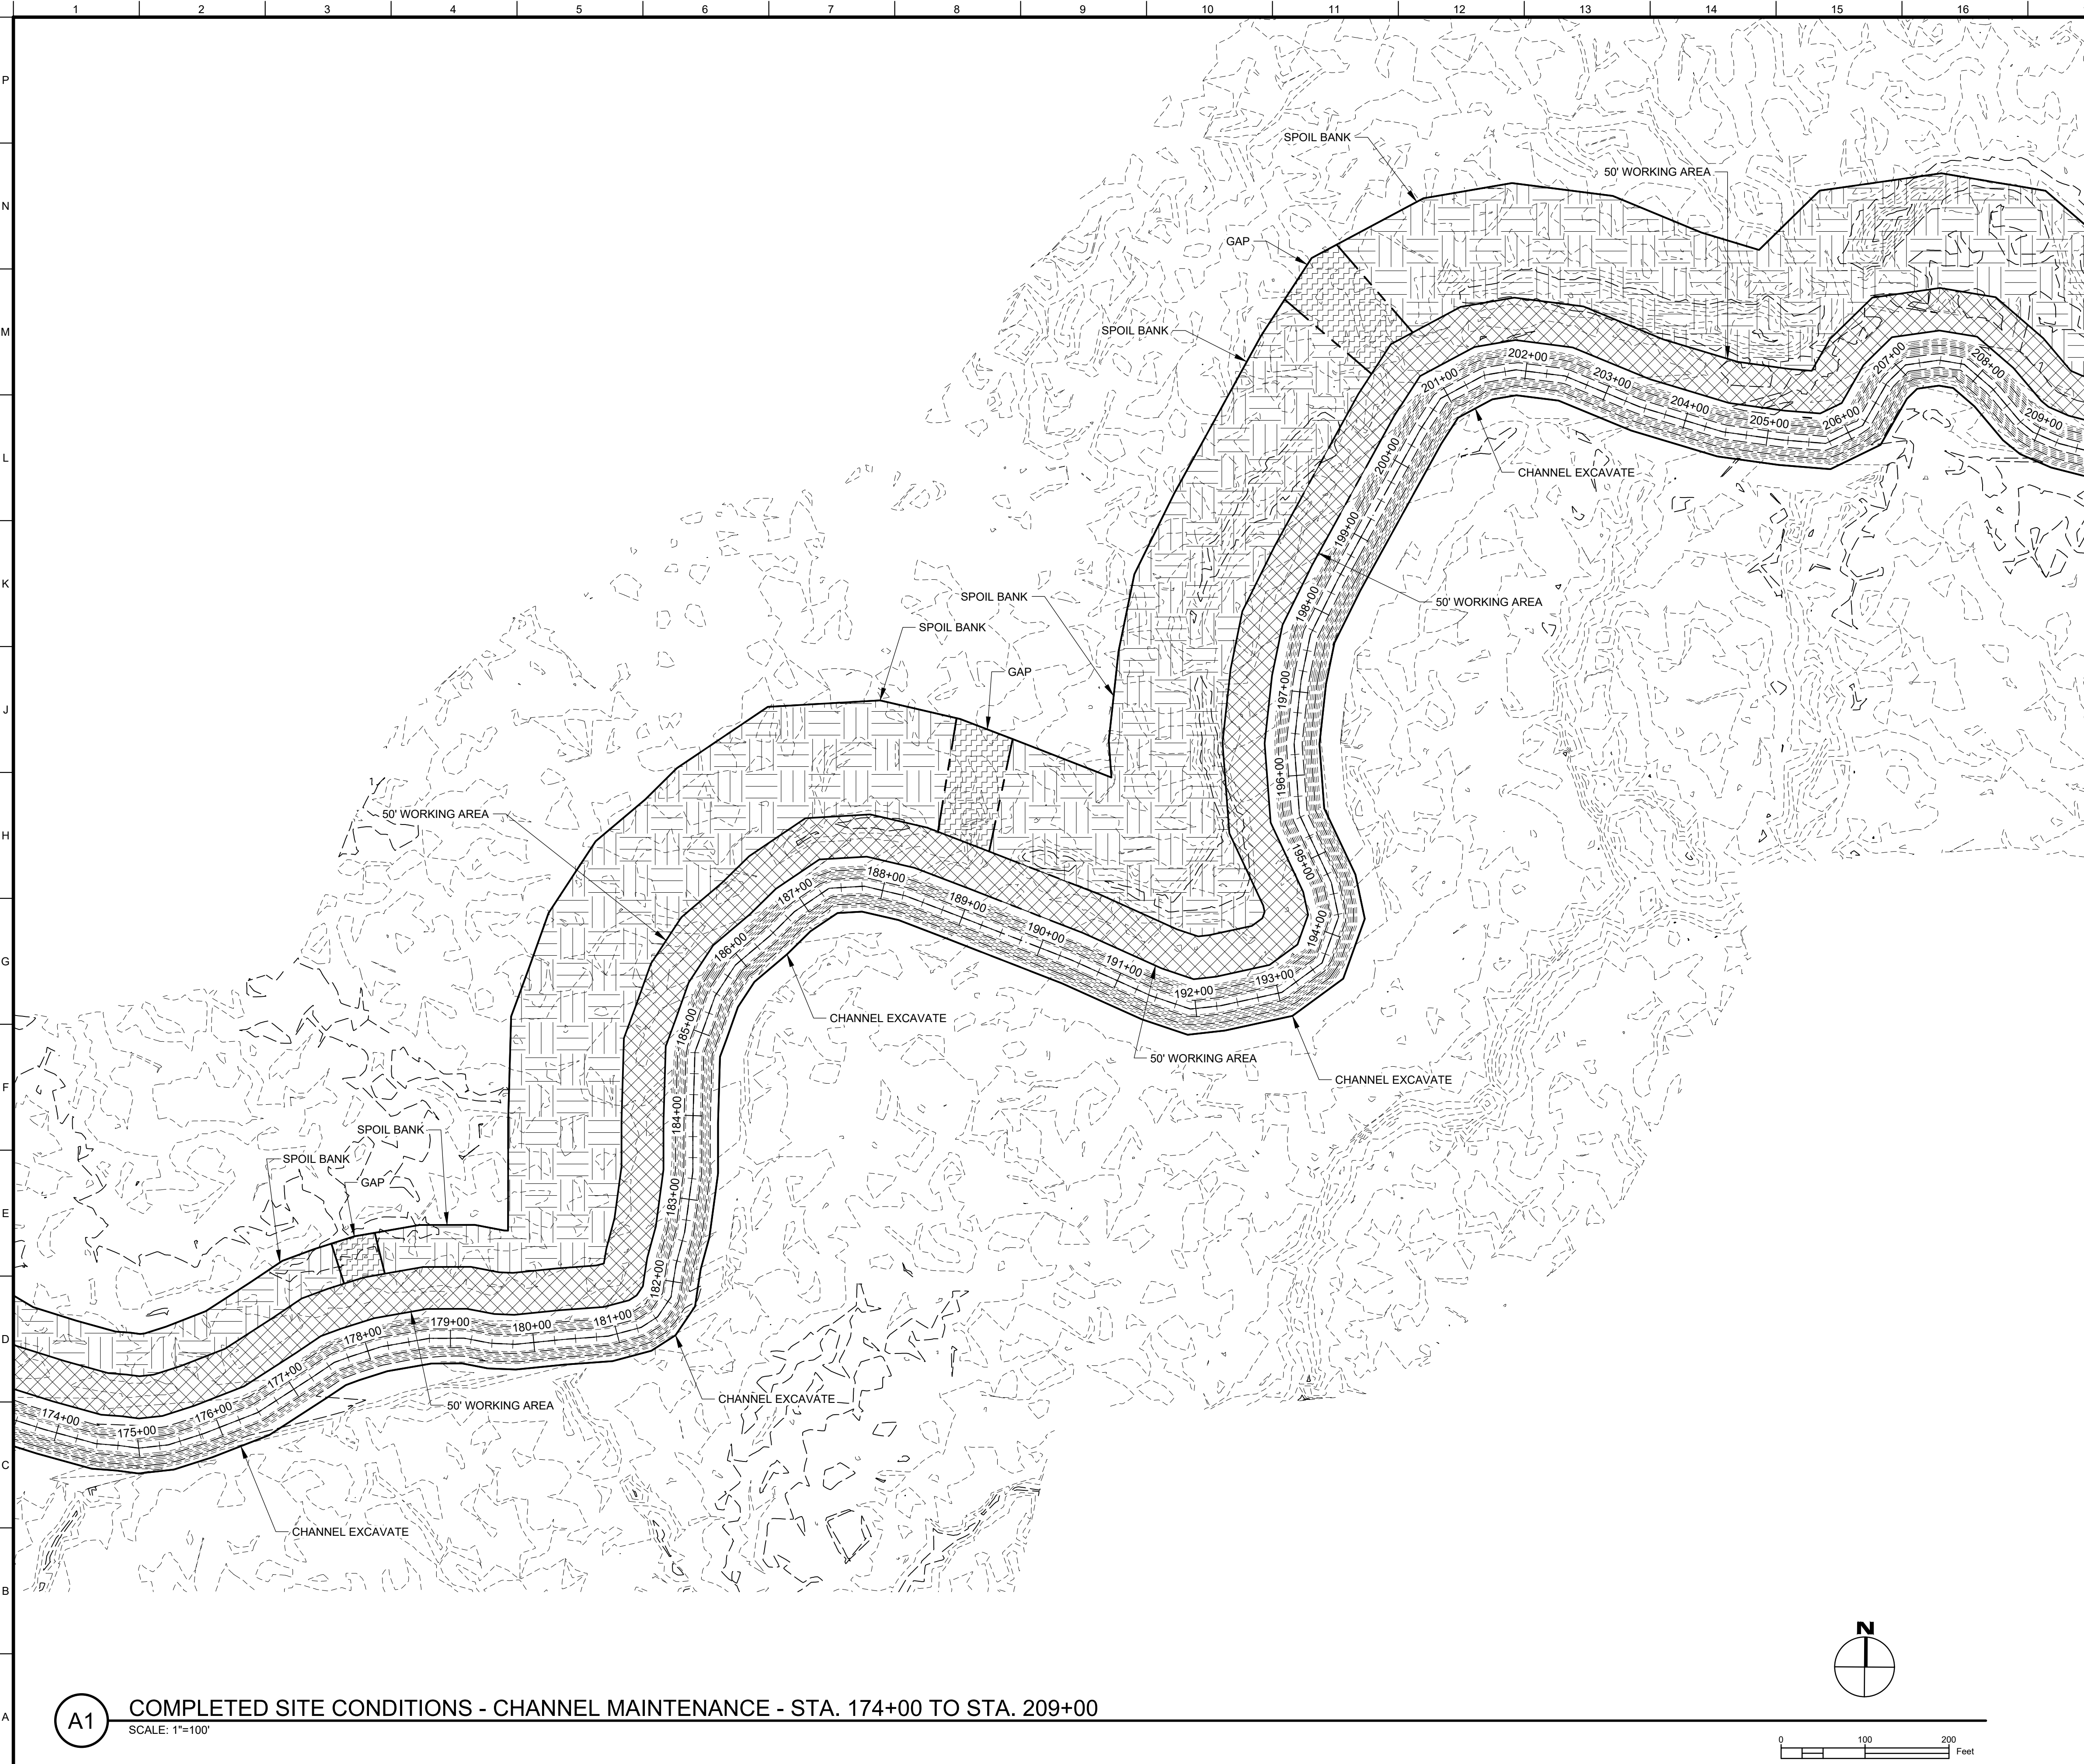 1 2 3 4 5 6 7 8 9 10 11 12 13 14 15 16
P
SPOIL BANK
50' WORKING AREA
N
GAP
SPOIL BANK
M
202+00
207+00
208+00
201+00
203+00
204+00
209+00
205+00
206+00
200+00
L
CHANNEL EXCAVATE
199+00
K
SPOIL BANK
198+00
50' WORKING AREA
SPOIL BANK
GAP
197+00
J
196+00
50' WORKING AREA
H
195+00
188+00
187+00
189+00
194+00
190+00
186+00
G
191+00
193+00
192+00
CHANNEL EXCAVATE
185+00
50' WORKING AREA
CHANNEL EXCAVATE
F
184+00
SPOIL BANK
SPOIL BANK
GAP
183+00
E
182+00
181+00
179+00
180+00
178+00
D
177+00
CHANNEL EXCAVATE
50' WORKING AREA
176+00
174+00
175+00
C
CHANNEL EXCAVATE
B
N
A1
COMPLETED SITE CONDITIONS - CHANNEL MAINTENANCE - STA. 174+00 TO STA. 209+00
A
SCALE: 1"=100'
0 100 200
Feet